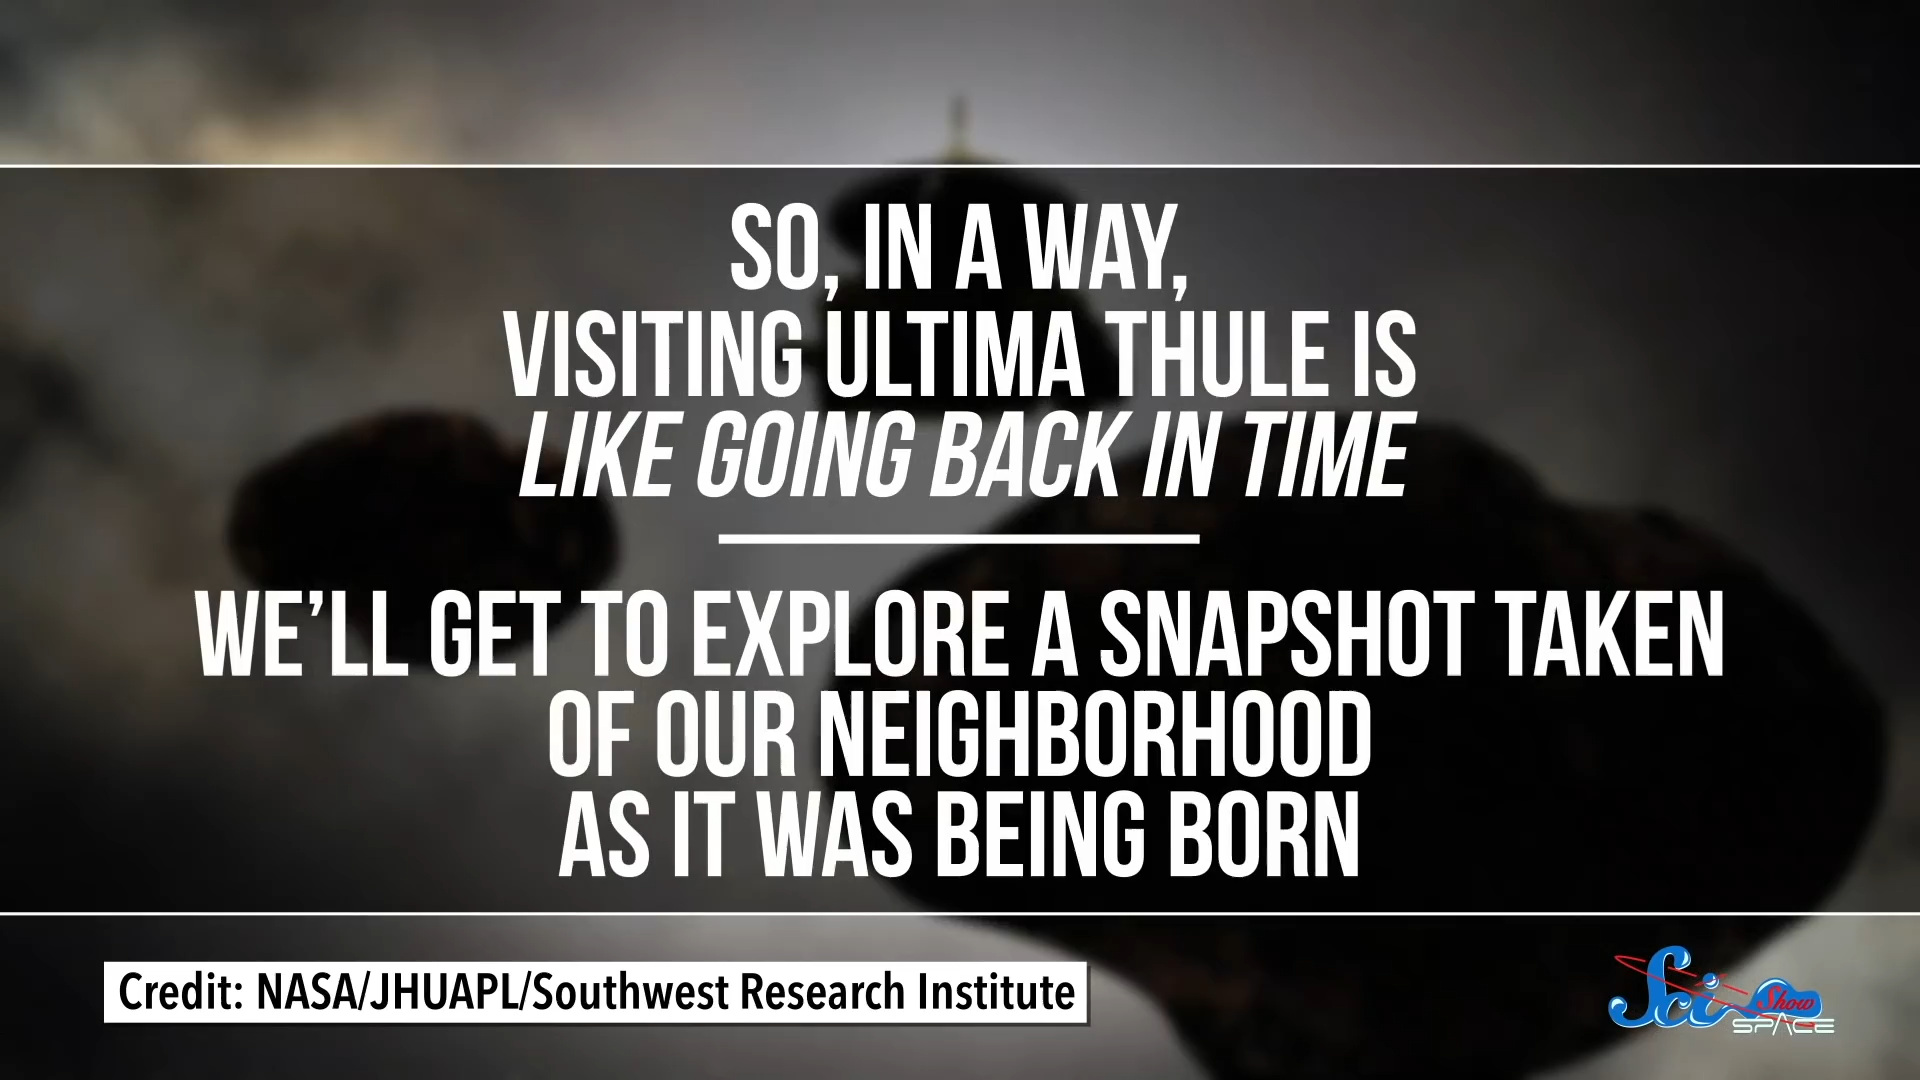 SO, IN A WAY,
VISITING ULTIMA THULE IS
LIKE GOING BACK IN TIME
WE’LL GET TO EXPLORE A SNAPSHOT TAKEN
OF OUR NEIGHBORHOOD
AS IT WAS BEING BORN
Credit: NASA/JHUAPL/Southwest Research Institute
Sci Show
SPACE